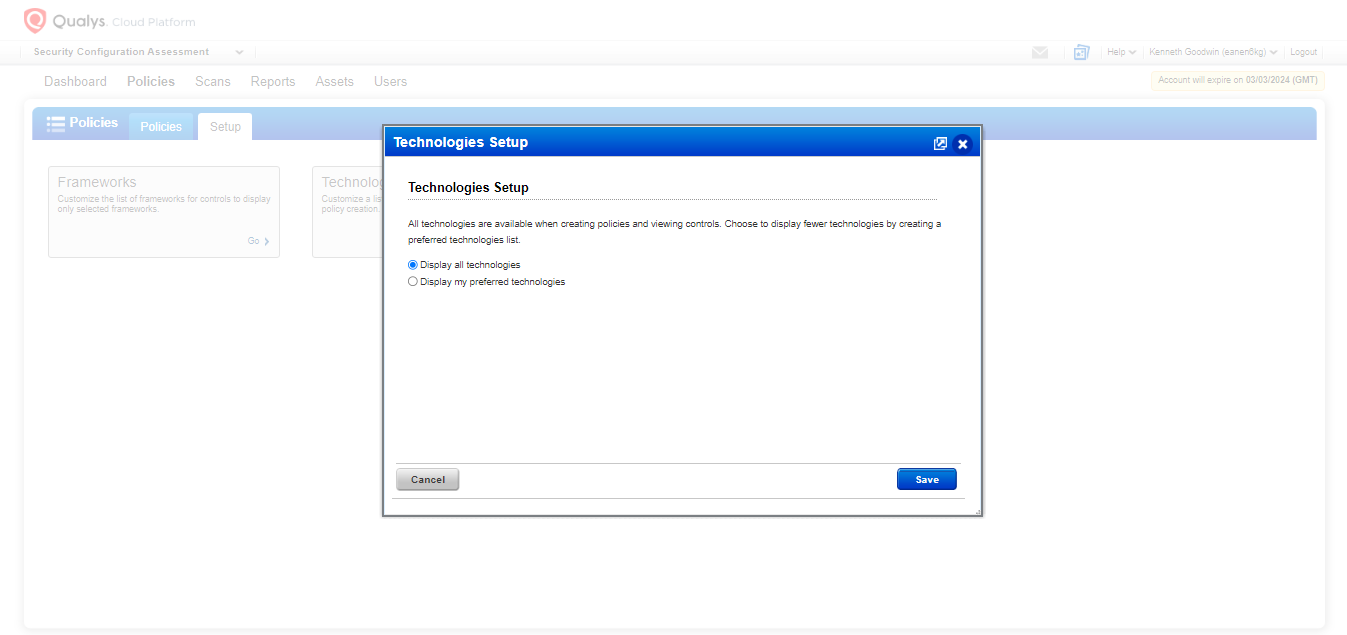 Qualys. Cloud Platform
Security Configuration Assessment
Help
Kenneth Goodwin (eanen5kg)
Logout
Dashboard Policies Scans Reports Assets Users
Account will expire on 03/03/2024 (GMT)
Policies Policies Setup
Frameworks
Customize the list of frameworks for controls to display
only selected frameworks.
Go
Customize a
policy creation.
Technologies Setup
Technologies Setup
All technologies are available when creating policies and viewing controls. Choose to display fewer technologies by creating a
preferred technologies list.
Display all technologies
Display my preferred technologies
Cancel Save